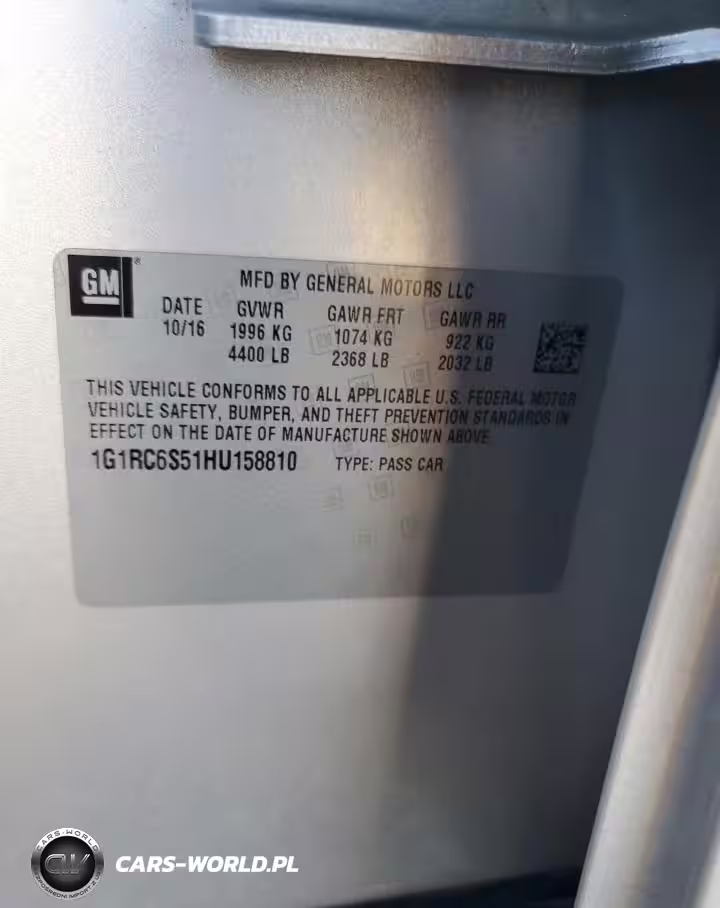 GM
MFD BY GENERAL MOTORS LLC
DATE GVWR GAWR FRT GAWR RR
10/16 1996 KG 1074 KG 922 KG
4400 LB 2368 LB 2032 LB
THIS VEHICLE CONFORMS TO ALL APPLICABLE U.S. FEDERAL MOTOR
VEHICLE SAFETY, BUMPER, AND THEFT PREVENTION STANDARDS IN
EFFECT ON THE DATE OF MANUFACTURE SHOWN ABOVE
1G1RC6S51HU158810 TYPE: PASS CAR
CARS-WORLD
CW
CARS-WORLD.PL